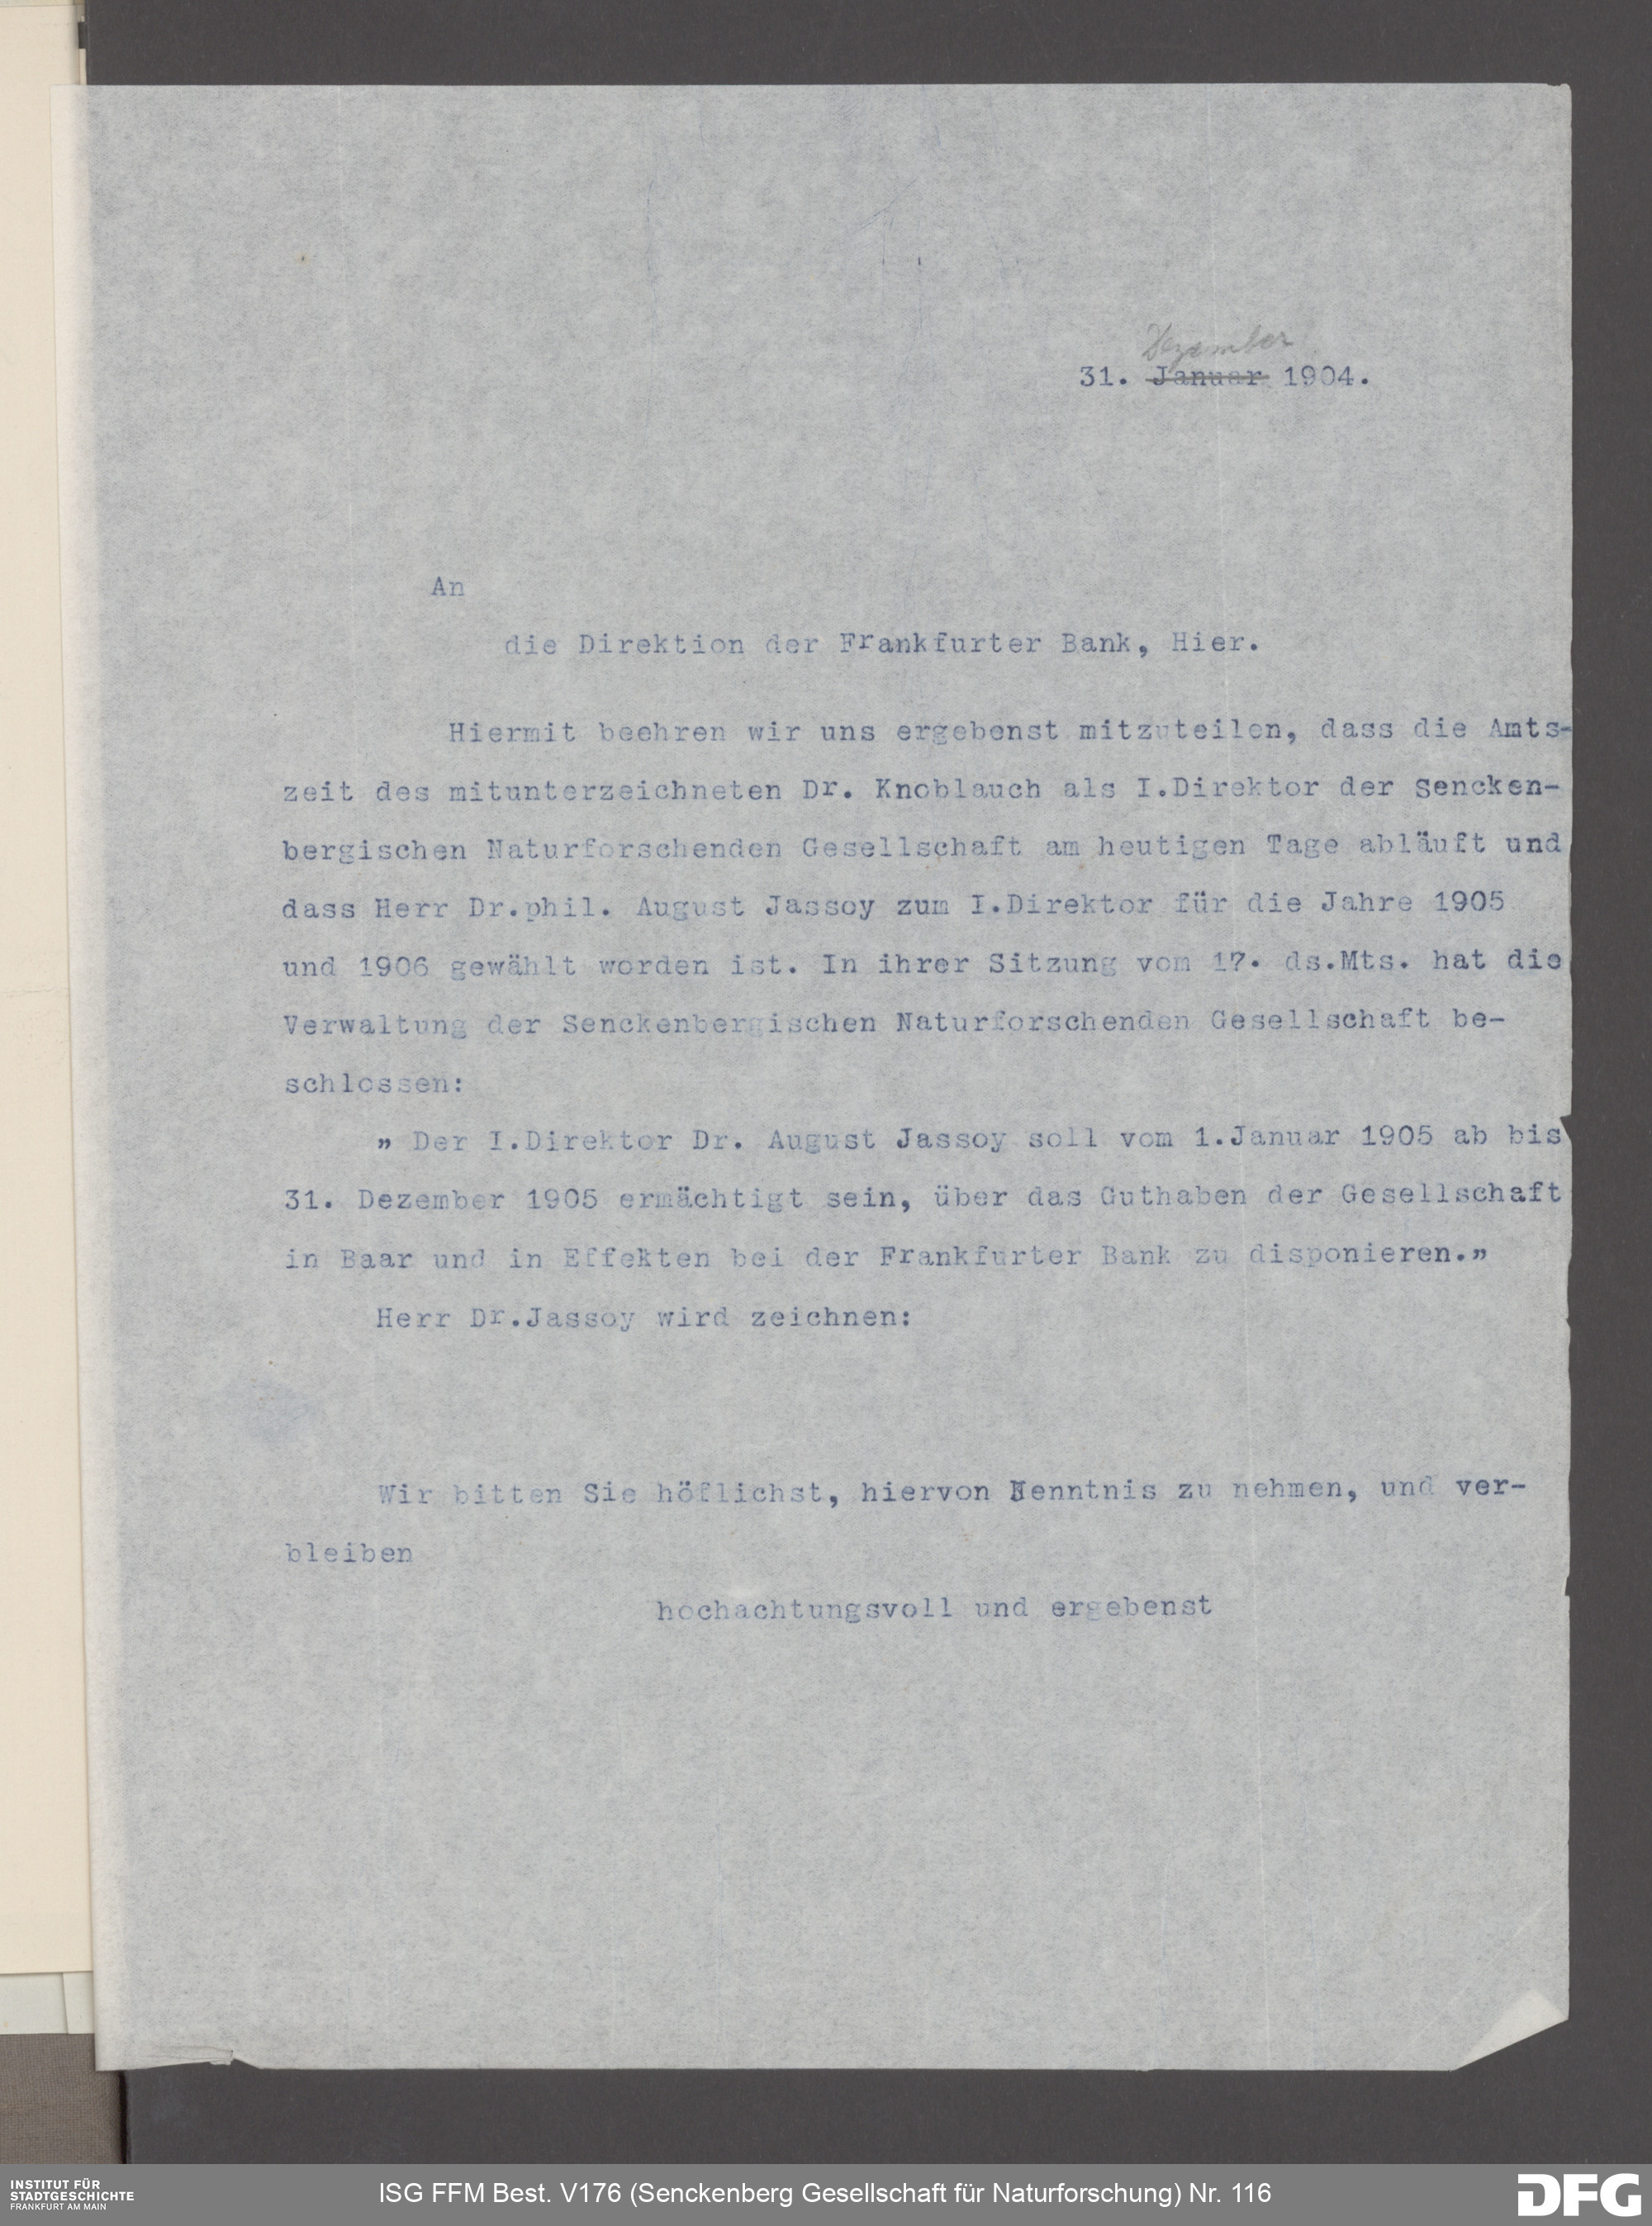 Dezember
31. Januar 1904.
An
die Direktion der Frankfurter Bank, Hier.
Hiermit beehren wir uns ergebenst mitzuteilen, dass die Amts-
zeit des mitunterzeichneten Dr. Knoblauch als I.Direktor der Sencken-
bergischen Naturforschenden Gesellschaft am heutigen Tage abläuft und
dass Herr Dr.phil. August Jassoy zum I.Direktor für die Jahre 1905
und 1906 gewählt worden ist. In ihrer Sitzung vom 17. ds.Mts. hat die
Verwaltung der Senckenbergischen Naturforschenden Gesellschaft be-
schlossen:
„ Der I.Direktor Dr. August Jassoy soll vom 1.Januar 1905 ab bis
31. Dezember 1905 ermächtigt sein, über das Guthaben der Gesellschaft
in Baar und in Effekten bei der Frankfurter Bank zu disponieren.„
Herr Dr.Jassoy wird zeichnen:
Wir bitten Sie höflichst, hiervon Kenntnis zu nehmen, und ver-
bleiben
hochachtungsvoll und ergebenst
INSTITUT FÜR
STADTGESCHICHTE
FRANKFURT AM MAIN
ISG FFM Best. V176 (Senckenberg Gesellschaft für Naturforschung) Nr. 116
DFG